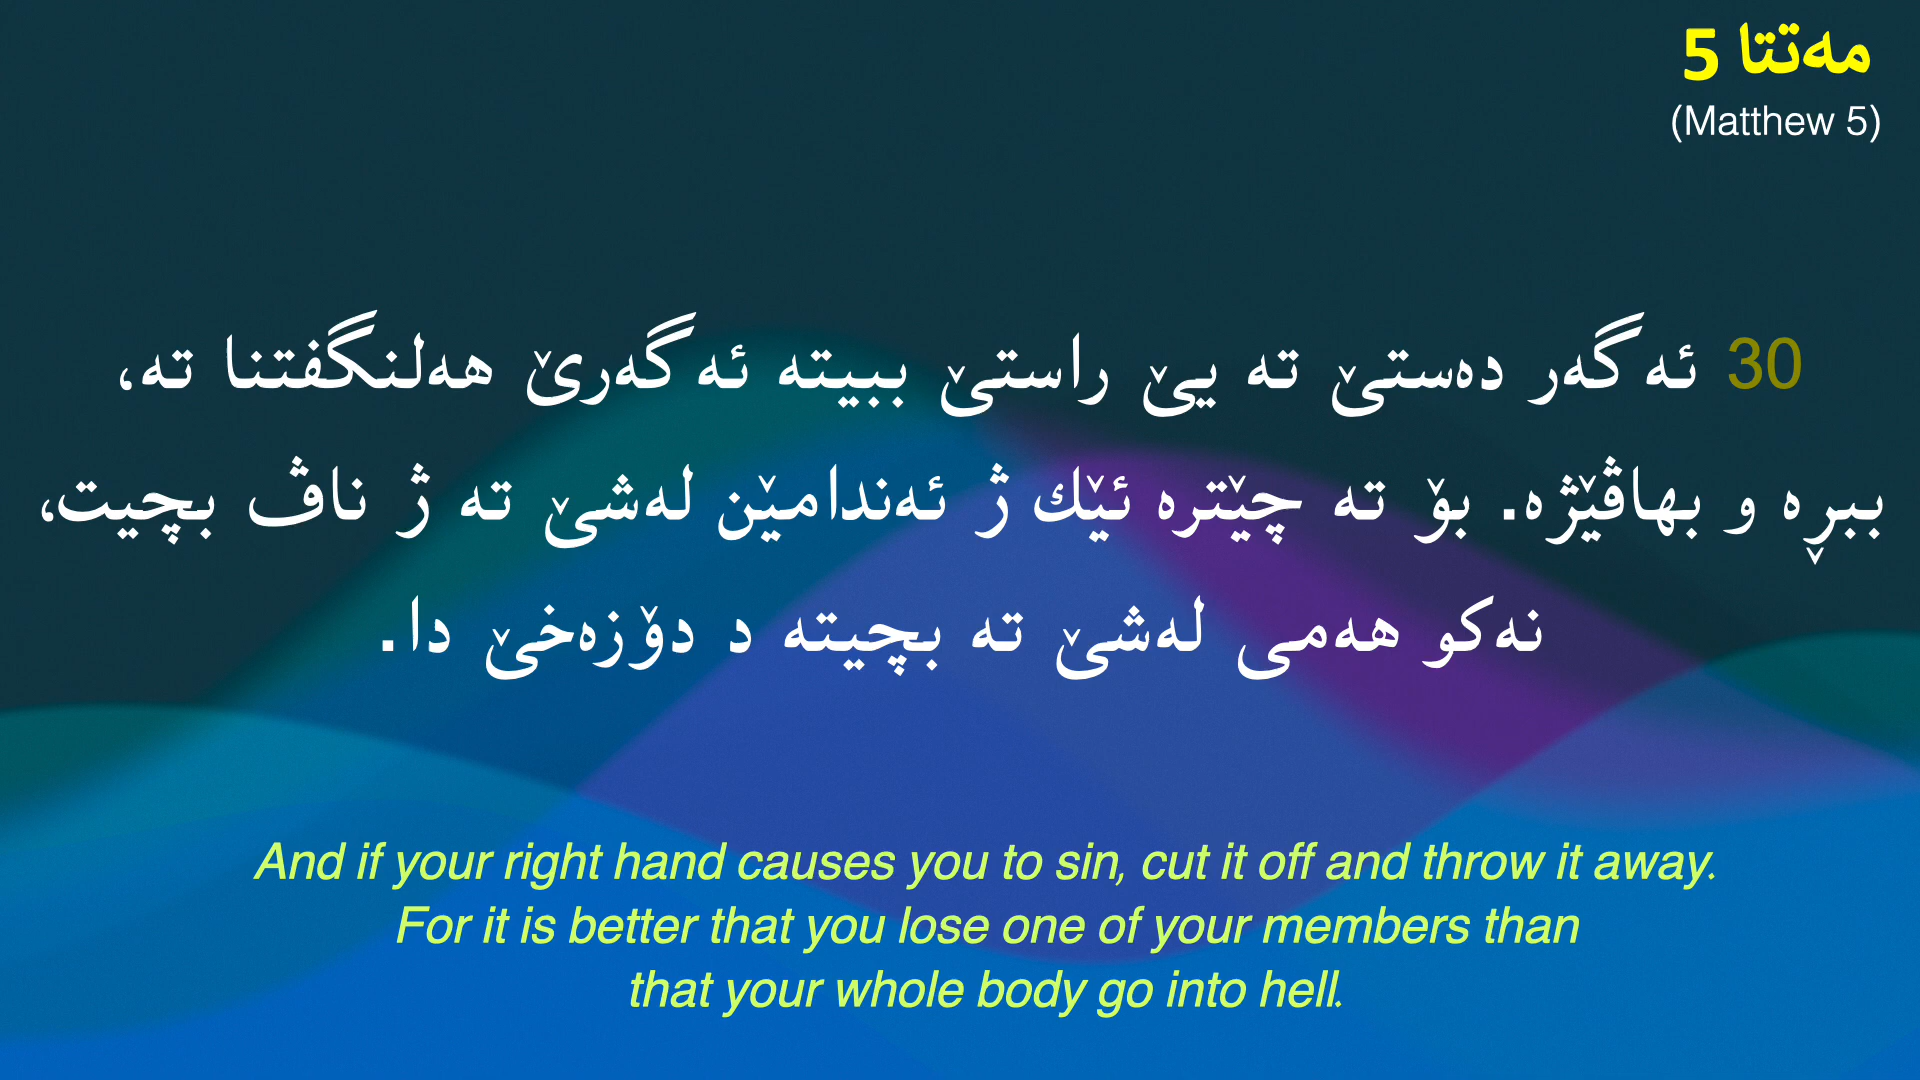 مەتتا 5
(Matthew 5)
30 ئەگەر دەستێ تە یێ راستێ ببیتە ئەگەرێ هەلنگفتنا تە،
ببڕە و بهاڤێژە. بۆ تە چێترە ئێك ژ ئەندامێن لەشێ تە ژ ناڤ بچیت،
نەکو هەمی لەشێ تە بچیتە د دۆزەخێ دا.
And if your right hand causes you to sin, cut it off and throw it away.
For it is better that you lose one of your members than
that your whole body go into hell.